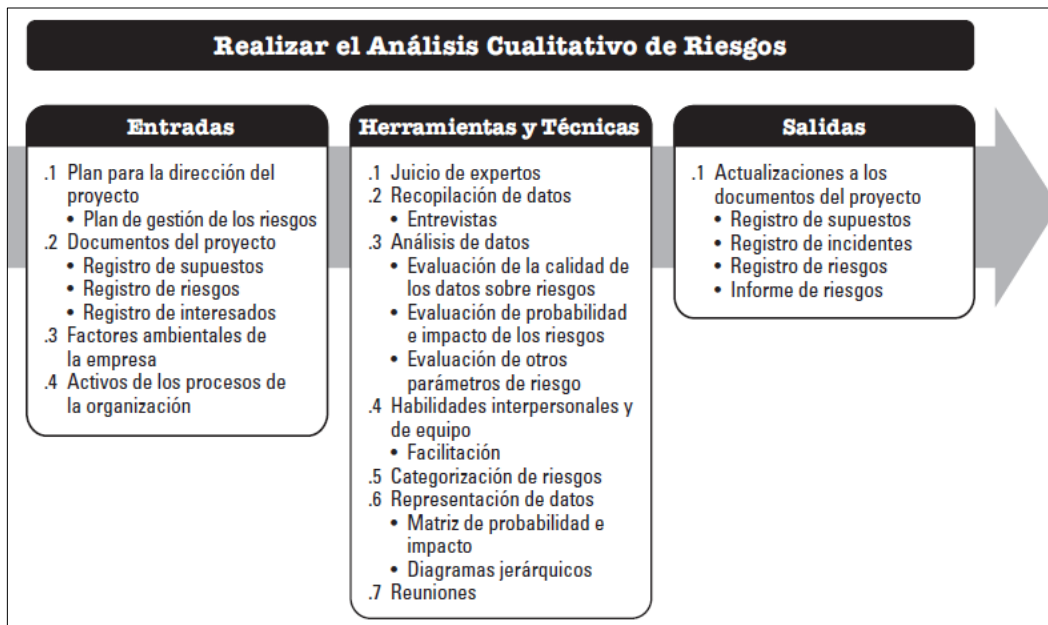 Realizar el Análisis Cualitativo de Riesgos
Entradas
.1 Plan para la dirección del
proyecto
• Plan de gestión de los riesgos
.2 Documentos del proyecto
• Registro de supuestos
• Registro de riesgos
• Registro de interesados
.3 Factores ambientales de
la empresa
.4 Activos de los procesos de
la organización
Herramientas y Técnicas
.1 Juicio de expertos
.2 Recopilación de datos
• Entrevistas
.3 Análisis de datos
• Evaluación de la calidad de
los datos sobre riesgos
• Evaluación de probabilidad
e impacto de los riesgos
• Evaluación de otros
parámetros de riesgo
.4 Habilidades interpersonales y
de equipo
• Facilitación
.5 Categorización de riesgos
.6 Representación de datos
• Matriz de probabilidad e
impacto
• Diagramas jerárquicos
.7 Reuniones
Salidas
.1 Actualizaciones a los
documentos del proyecto
• Registro de supuestos
• Registro de incidentes
• Registro de riesgos
• Informe de riesgos